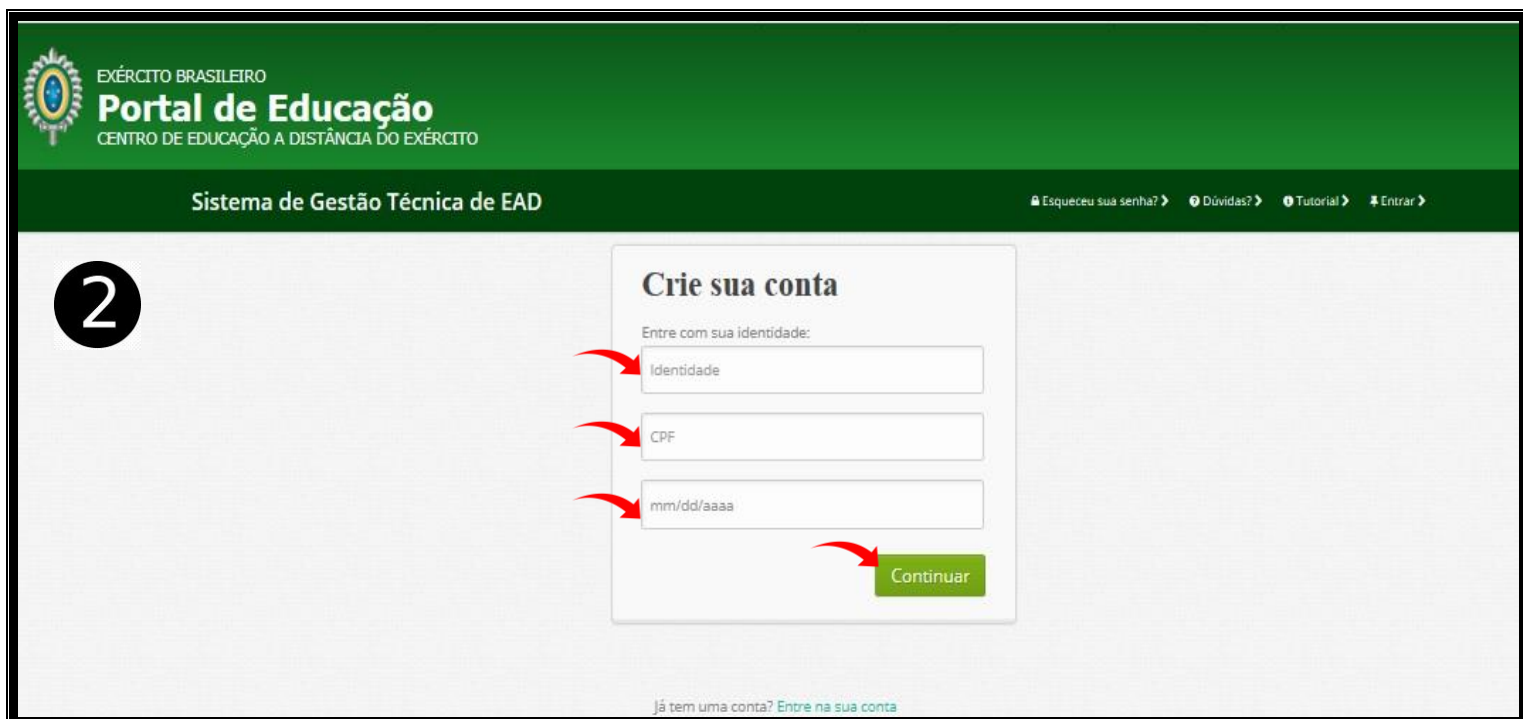 EXÉRCITO BRASILEIRO
Portal de Educação
CENTRO DE EDUCAÇÃO A DISTÂNCIA DO EXÉRCITO
Sistema de Gestão Técnica de EAD
Esqueceu sua senha? Dúvidas? Tutorial Entrar
2
Crie sua conta
Entre com sua identidade:
Identidade
CPF
mm/dd/aaaa
Continuar
Já tem uma conta? Entre na sua conta